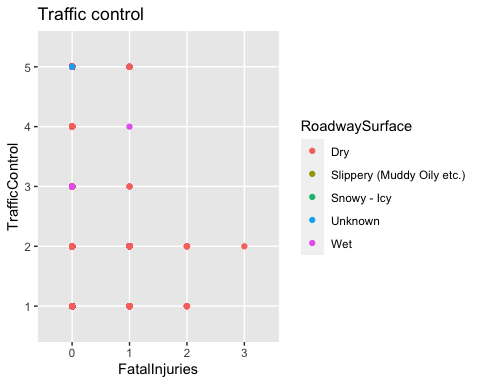 Traffic control
5
4
3
2
1
TrafficControl
0 1 2 3
FatalInjuries
RoadwaySurface
Dry
Slippery (Muddy Oily etc.)
Snowy - Icy
Unknown
Wet